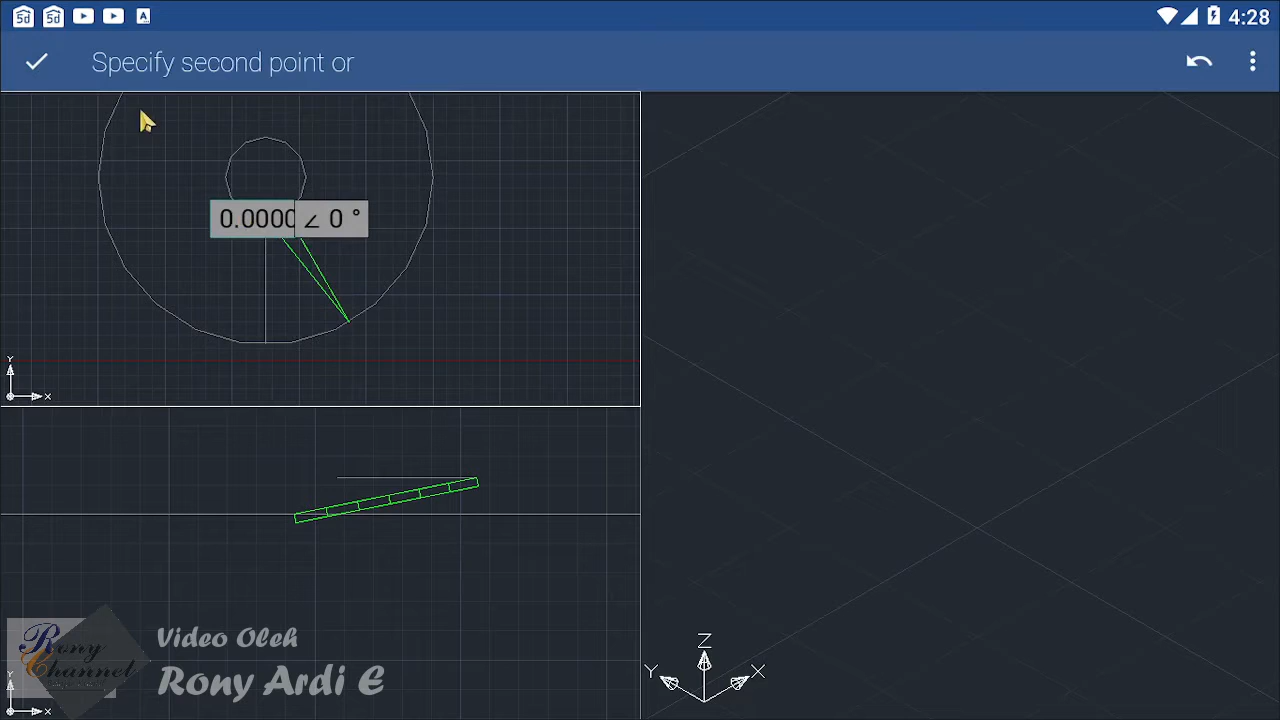 4:28
Specify second point or
0.0000 ∠ 0 °
Y
X
Z
Y X
Video Oleh
Rony Ardi E
Rony
Channel
Y
X